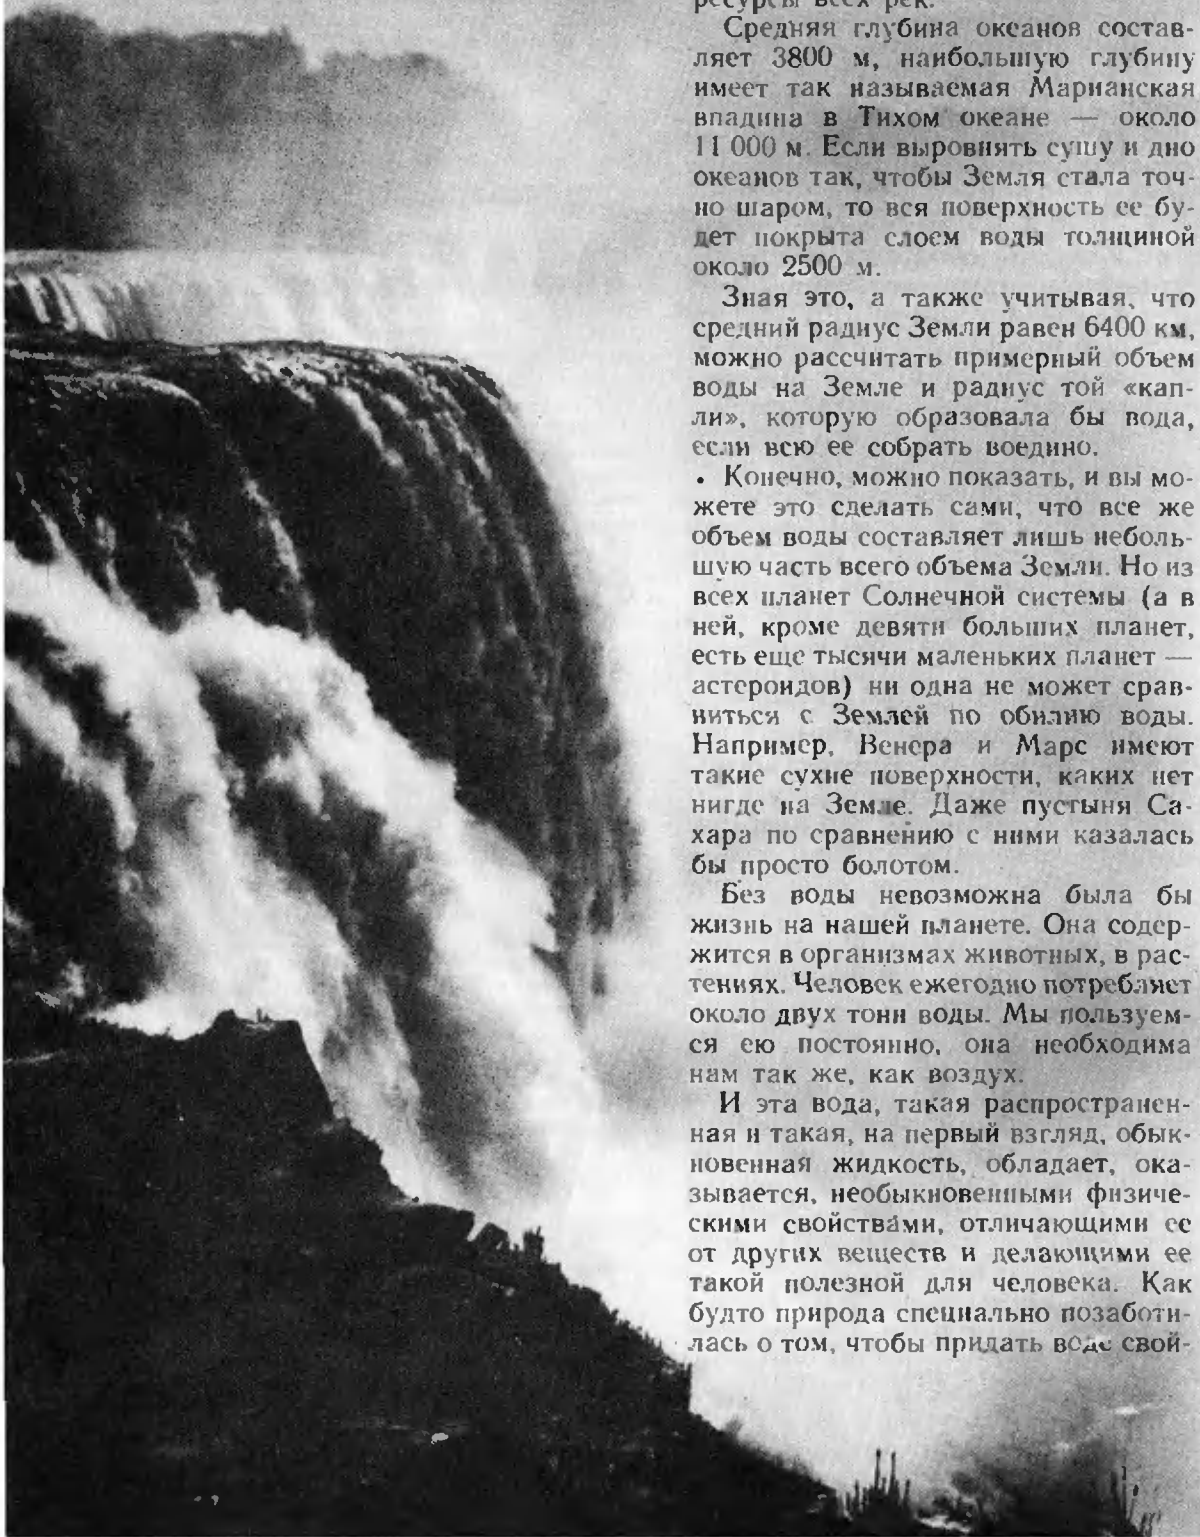 ресурсы всех рек.
Средняя глубина океанов состав-
ляет 3800 м, наибольшую глубину
имеет так называемая Марианская
впадина в Тихом океане — около
11 000 м. Если выровнять сушу и дно
океанов так, чтобы Земля стала точ-
но шаром, то вся поверхность ее бу-
дет покрыта слоем воды толщиной
около 2500 м.
Зная это, а также учитывая, что
средний радиус Земли равен 6400 км,
можно рассчитать примерный объем
воды на Земле и радиус той «кап-
ли», которую образовала бы вода,
если всю ее собрать воедино.
• Конечно, можно показать, и вы мо-
жете это сделать сами, что все же
объем воды составляет лишь неболь-
шую часть всего объема Земли. Но из
всех планет Солнечной системы (а в
ней, кроме девяти больших планет,
есть еще тысячи маленьких планет —
астероидов) ни одна не может срав-
ниться с Землей по обилию воды.
Например, Венера и Марс имеют
такие сухие поверхности, каких нет
нигде на Земле. Даже пустыня Са-
хара по сравнению с ними казалась
бы просто болотом.
Без воды невозможна была бы
жизнь на нашей планете. Она содер-
жится в организмах животных, в рас-
тениях. Человек ежегодно потребляет
около двух тонн воды. Мы пользуем-
ся ею постоянно, она необходима
нам так же, как воздух.
И эта вода, такая распространен-
ная и такая, на первый взгляд, обык-
новенная жидкость, обладает, ока-
зывается, необыкновенными физиче-
скими свойствами, отличающими ее
от других веществ и делающими ее
такой полезной для человека. Как
будто природа специально позаботи-
лась о том, чтобы придать воде свой-